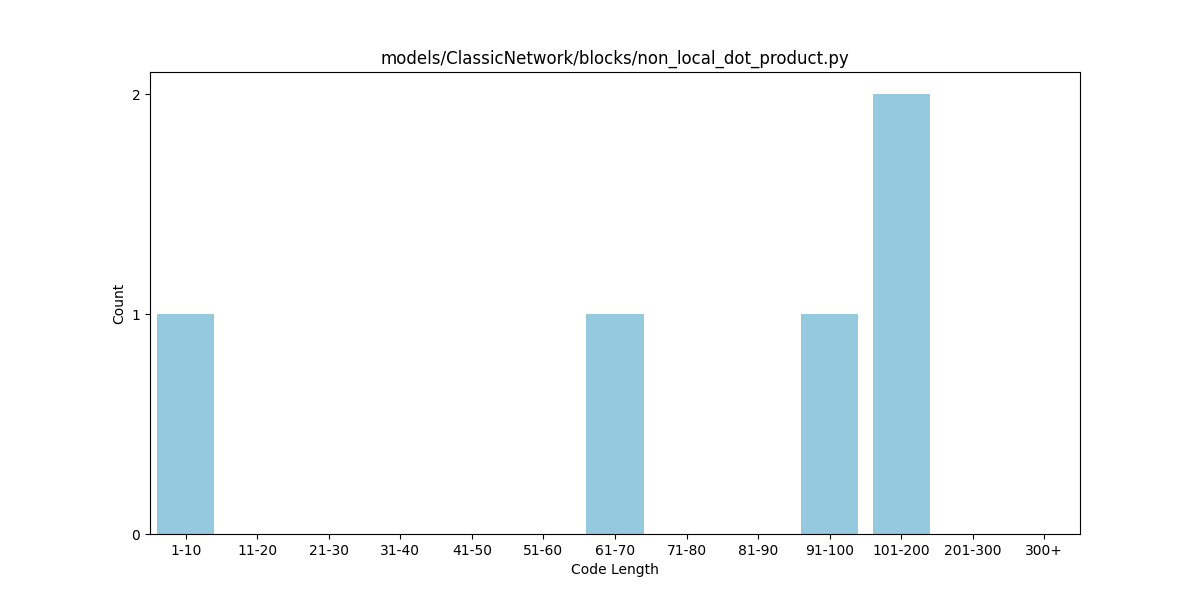 models/ClassicNetwork/blocks/non_local_dot_product.py
Count
2
1
0
1-10 11-20 21-30 31-40 41-50 51-60 61-70 71-80 81-90 91-100 101-200 201-300 300+
Code Length